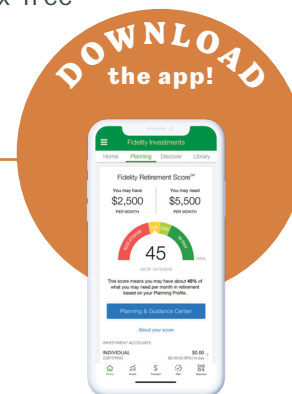 DOWNLOAD
the app!
Fidelity Investments
Home Planning Discover Library
Fidelity Retirement Score℠
You may have
$2,500
PER MONTH
You may need
$5,500
PER MONTH
45
This score means you may have about 45% of
what you may need per month in retirement
based on your Planning Profile.
Planning & Guidance Center
About your score
INVESTMENT ACCOUNTS
INDIVIDUAL $0.00